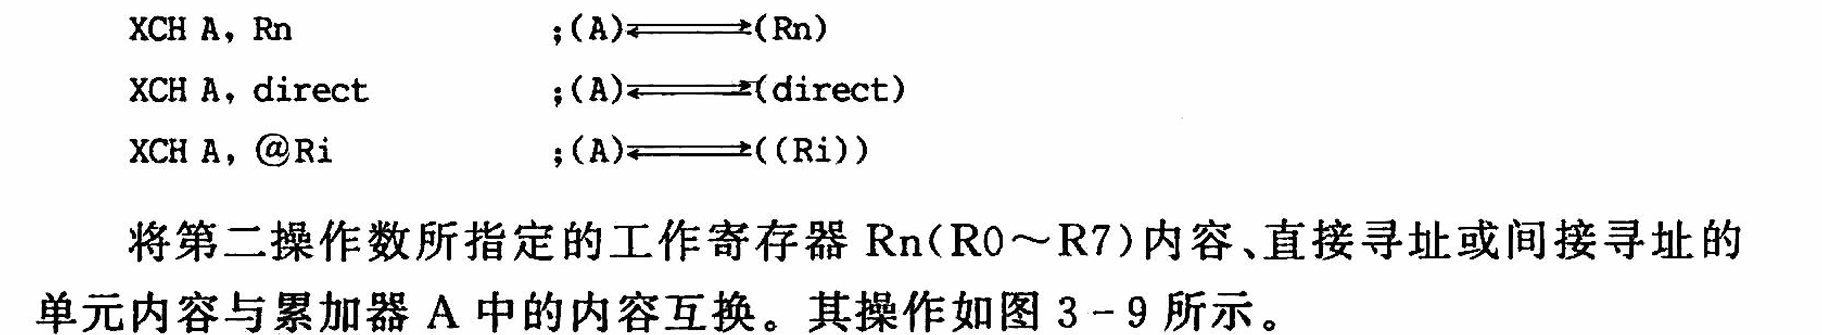 XCH A, Rn ;(A)⇌(Rn)
XCH A, direct ;(A)⇌(direct)
XCH A, @Ri ;(A)⇌((Ri))
将第二操作数所指定的工作寄存器 Rn(R0～R7)内容、直接寻址或间接寻址的
单元内容与累加器 A 中的内容互换。其操作如图 3-9 所示。